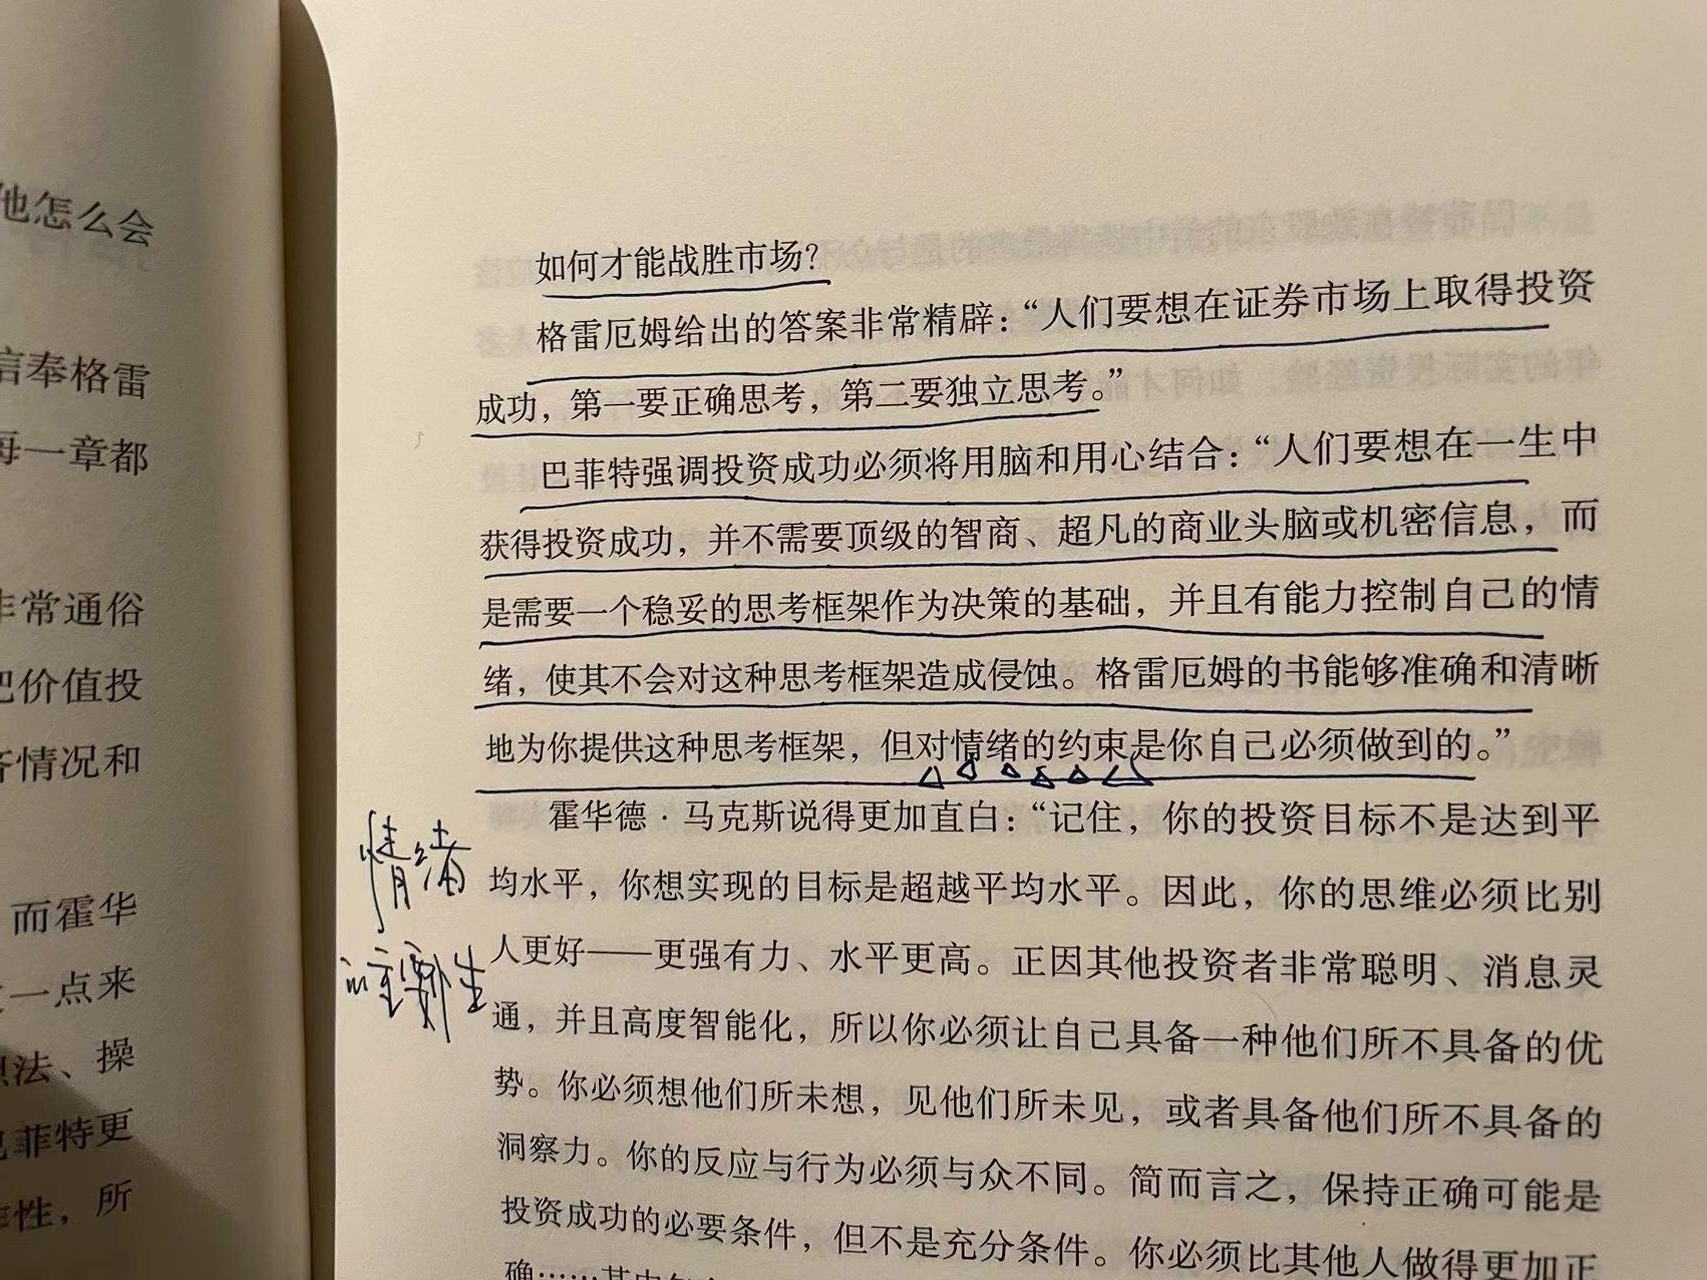 他怎么会
信奉格雷
每一章都
非常通俗
把价值投
情况和
而霍华
一点来
想法、操
巴菲特更
性，所
如何才能战胜市场？
格雷厄姆给出的答案非常精辟：“人们要想在证券市场上取得投资
成功，第一要正确思考，第二要独立思考。”
巴菲特强调投资成功必须将用脑和用心结合：“人们要想在一生中
获得投资成功，并不需要顶级的智商、超凡的商业头脑或机密信息，而
是需要一个稳妥的思考框架作为决策的基础，并且有能力控制自己的情
绪，使其不会对这种思考框架造成侵蚀。格雷厄姆的书能够准确和清晰
地为你提供这种思考框架，但对情绪的约束是你自己必须做到的。”
霍华德·马克斯说得更加直白：“记住，你的投资目标不是达到平
均水平，你想实现的目标是超越平均水平。因此，你的思维必须比别
人更好——更强有力、水平更高。正因其他投资者非常聪明、消息灵
通，并且高度智能化，所以你必须让自己具备一种他们所不具备的优
势。你必须想他们所未想，见他们所未见，或者具备他们所不具备的
洞察力。你的反应与行为必须与众不同。简而言之，保持正确可能是
投资成功的必要条件，但不是充分条件。你必须比其他人做得更加正
确……其中
情绪
的重要性